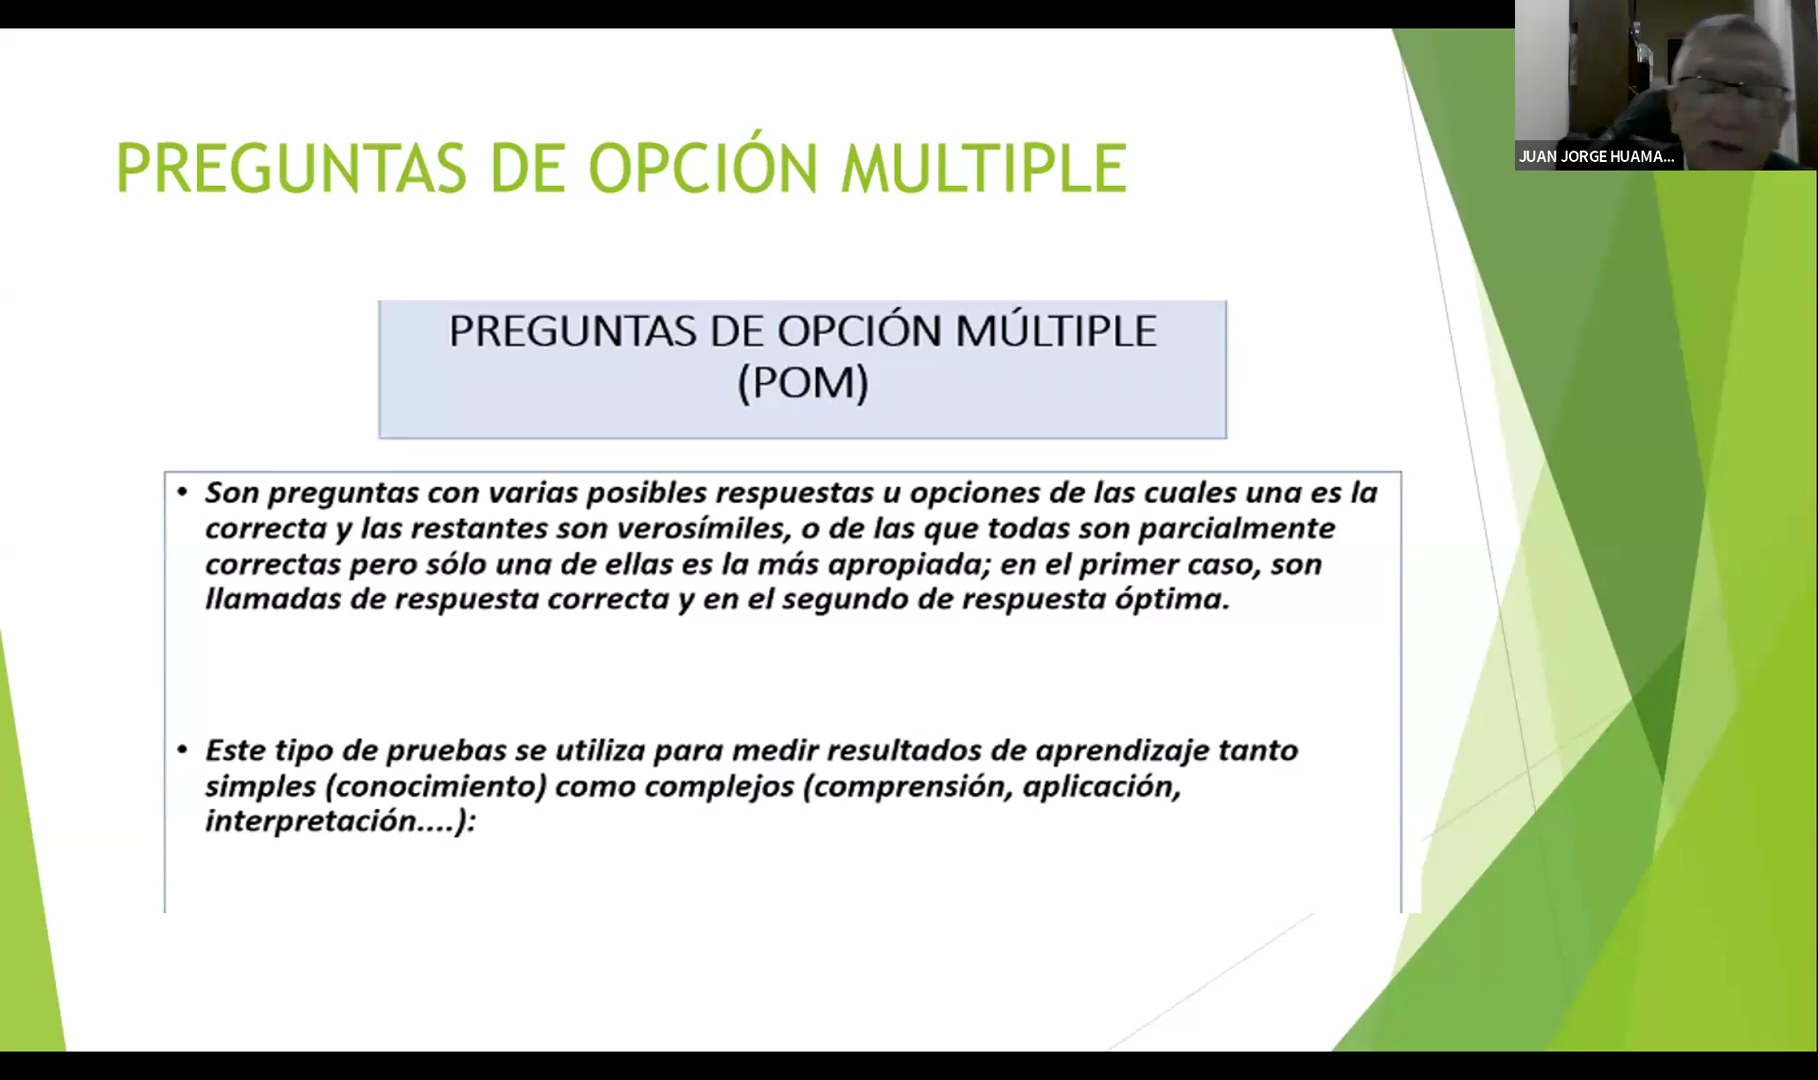 JUAN JORGE HUAMA...
PREGUNTAS DE OPCIÓN MULTIPLE
PREGUNTAS DE OPCIÓN MÚLTIPLE
(POM)
• Son preguntas con varias posibles respuestas u opciones de las cuales una es la
correcta y las restantes son verosímiles, o de las que todas son parcialmente
correctas pero sólo una de ellas es la más apropiada; en el primer caso, son
llamadas de respuesta correcta y en el segundo de respuesta óptima.
• Este tipo de pruebas se utiliza para medir resultados de aprendizaje tanto
simples (conocimiento) como complejos (comprensión, aplicación,
interpretación....):